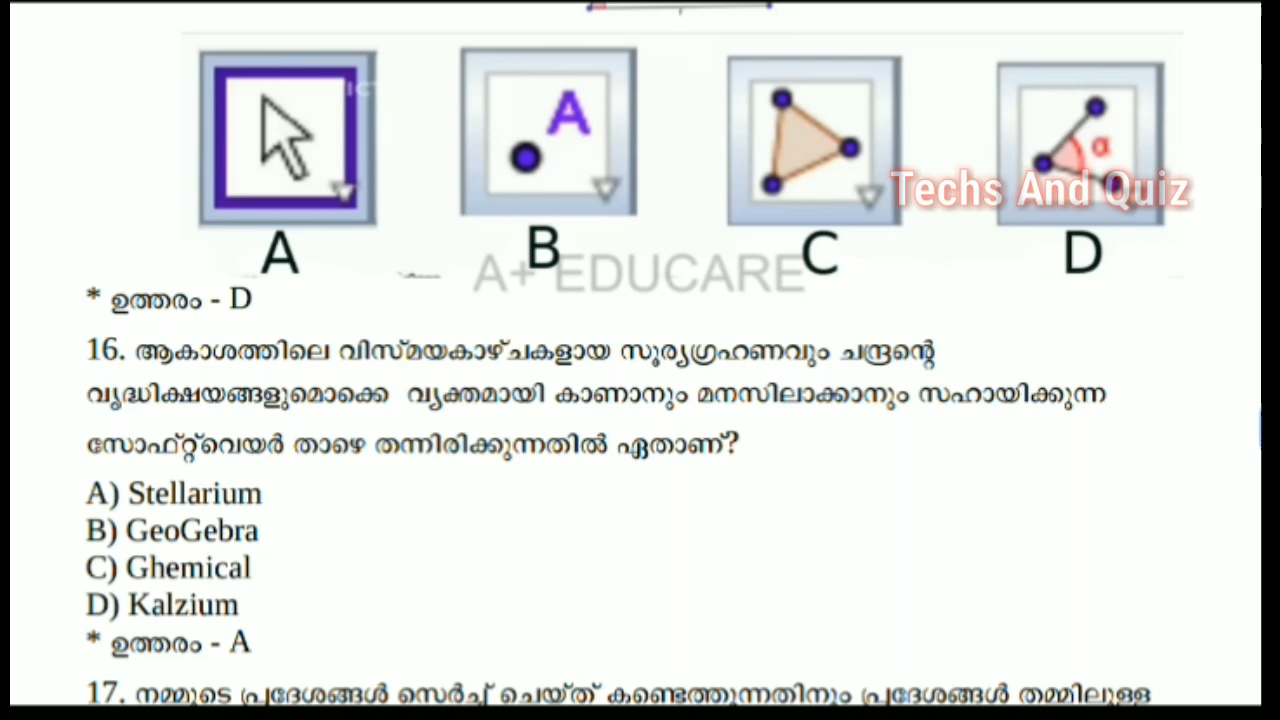 A
α
Techs And Quiz
A B C D
A+ EDUCARE
* ഉത്തരം - D
16. ആകാശത്തിലെ വിസ്മയകാഴ്ചകളായ സൂര്യഗ്രഹണവും ചന്ദ്രന്റെ
വൃദ്ധിക്ഷയങ്ങളുമൊക്കെ വ്യക്തമായി കാണാനും മനസിലാക്കാനും സഹായിക്കുന്ന
സോഫ്റ്റ്‌വെയർ താഴെ തന്നിരിക്കുന്നതിൽ ഏതാണ്?
A) Stellarium
B) GeoGebra
C) Ghemical
D) Kalzium
* ഉത്തരം - A
17. നമ്മുടെ പ്രദേശങ്ങൾ സെർച്ച് ചെയ്ത് കണ്ടെത്തുന്നതിനും പ്രദേശങ്ങൾ തമ്മിലുള്ള